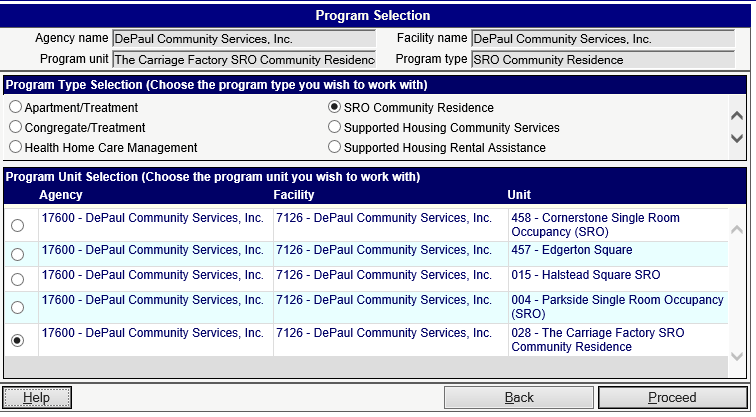 Program Selection
Agency name DePaul Community Services, Inc. Facility name DePaul Community Services, Inc.
Program unit The Carriage Factory SRO Community Residenc Program type SRO Community Residence
Program Type Selection (Choose the program type you wish to work with)
Apartment/Treatment SRO Community Residence
Congregate/Treatment Supported Housing Community Services
Health Home Care Management Supported Housing Rental Assistance
Program Unit Selection (Choose the program unit you wish to work with)
Agency Facility Unit
17600 - DePaul Community Services, Inc. 7126 - DePaul Community Services, Inc. 458 - Cornerstone Single Room
Occupancy (SRO)
17600 - DePaul Community Services, Inc. 7126 - DePaul Community Services, Inc. 457 - Edgerton Square
17600 - DePaul Community Services, Inc. 7126 - DePaul Community Services, Inc. 015 - Halstead Square SRO
17600 - DePaul Community Services, Inc. 7126 - DePaul Community Services, Inc. 004 - Parkside Single Room Occupancy
(SRO)
17600 - DePaul Community Services, Inc. 7126 - DePaul Community Services, Inc. 028 - The Carriage Factory SRO
Community Residence
Help Back Proceed